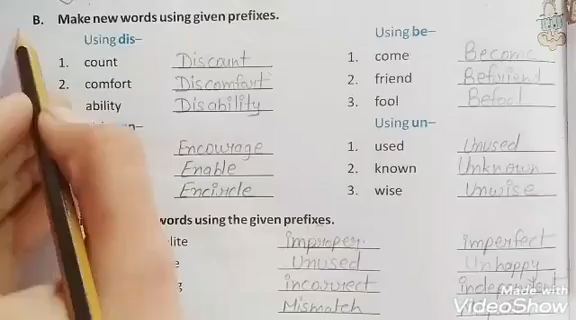 B. Make new words using given prefixes.
Using dis– Using be–
1. count Discount 1. come Become
2. comfort Discomfort 2. friend Befriend
ability Disability 3. fool Befool
Using un–
Encourage 1. used Unused
Enable 2. known Unknown
Encircle 3. wise Unwise
words using the given prefixes.
lite improper imperfect
e Unused Unhappy
g incorrect independent
Mismatch
Made with
VideoShow